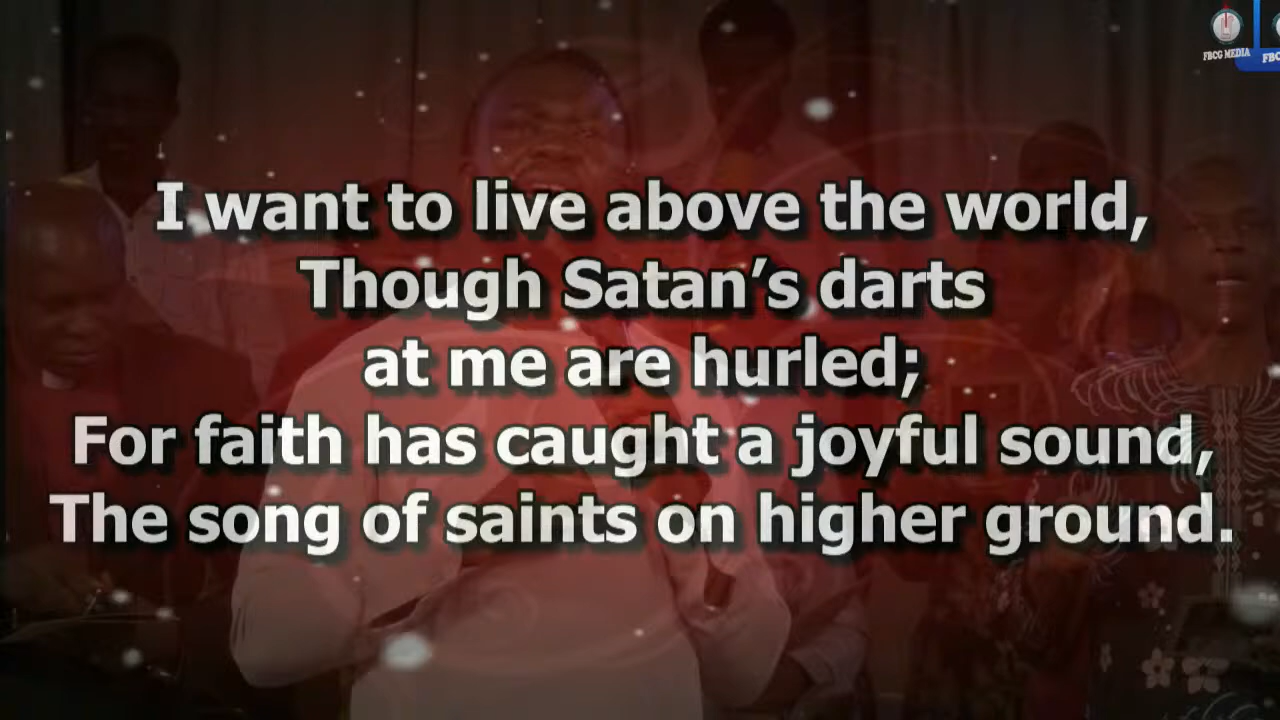 FBCG MEDIA
FBC
I want to live above the world,
Though Satan’s darts
at me are hurled;
For faith has caught a joyful sound,
The song of saints on higher ground.